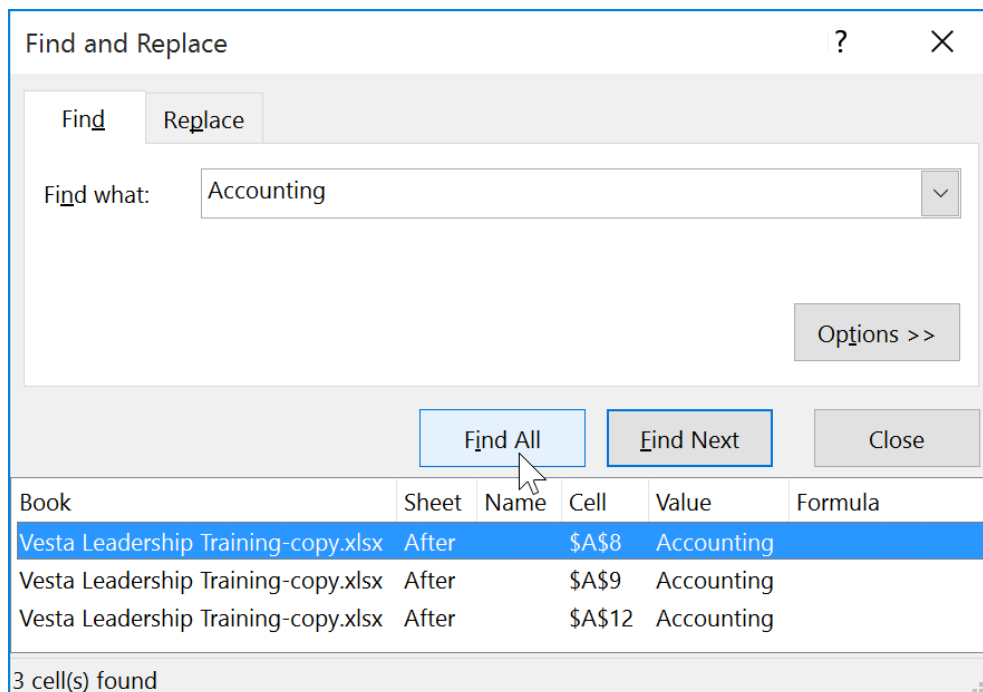 Find and Replace ?
Find Replace
Find what: Accounting
Options >>
Find All Find Next Close
Book Sheet Name Cell Value Formula
Vesta Leadership Training-copy.xlsx After $A$8 Accounting
Vesta Leadership Training-copy.xlsx After $A$9 Accounting
Vesta Leadership Training-copy.xlsx After $A$12 Accounting
3 cell(s) found